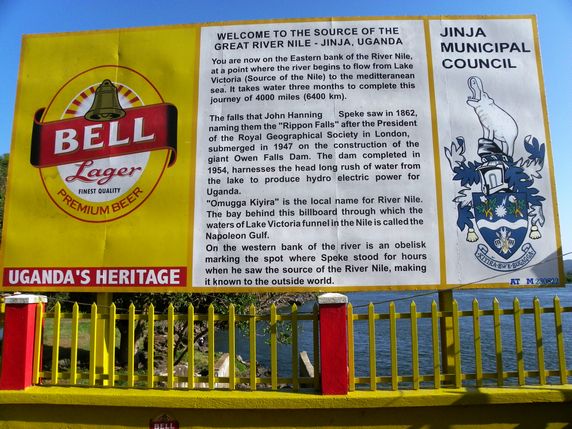 BELL
Lager
FINEST QUALITY
PREMIUM BEER
UGANDA'S HERITAGE
WELCOME TO THE SOURCE OF THE
GREAT RIVER NILE - JINJA, UGANDA
You are now on the Eastern bank of the River Nile,
at a point where the river begins to flow from Lake
Victoria (Source of the Nile) to the meditteranean
sea. It takes water three months to complete this
journey of 4000 miles (6400 km).
The falls that John Hanning Speke saw in 1862,
naming them the "Rippon Falls" after the President
of the Royal Geographical Society in London,
submerged in 1947 on the construction of the
giant Owen Falls Dam. The dam completed in
1954, harnesses the head long rush of water from
the lake to produce hydro electric power for
Uganda.
"Omugga Kiyira" is the local name for River Nile.
The bay behind this billboard through which the
waters of Lake Victoria funnel in the Nile is called the
Napoleon Gulf.
On the western bank of the river is an obelisk
marking the spot where Speke stood for hours
when he saw the source of the River Nile, making
it known to the outside world.
JINJA
MUNICIPAL
COUNCIL
BELL